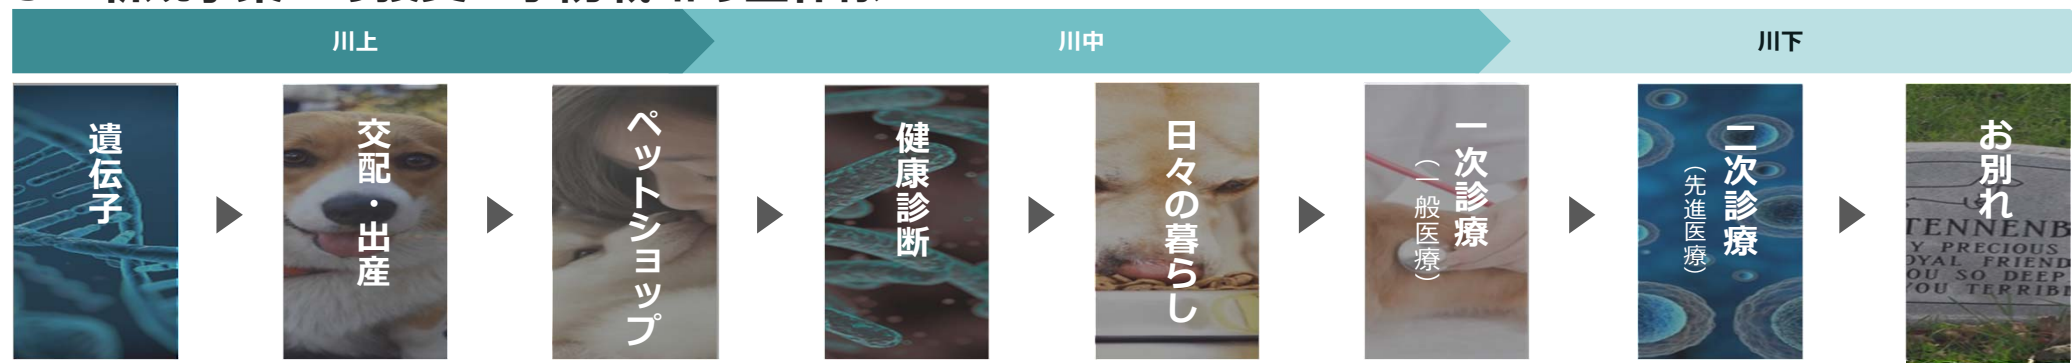 川上
川中
川下
遺伝子
交配・出産
ペットショップ
健康診断
日々の暮らし
一次診療
（一般医療）
二次診療
（先進医療）
お別れ
TENNENB
Y PRECIOUS
OYAL FRIEND
OU SO DEEP
YOU TERRIB